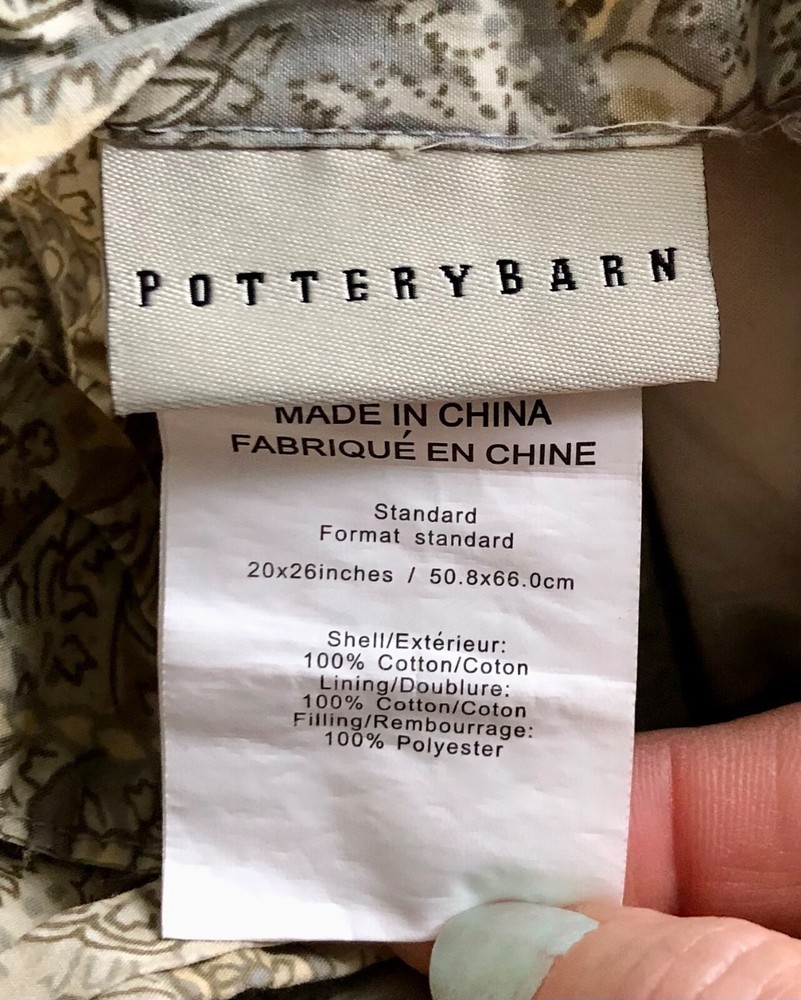 POTTERYBARN
MADE IN CHINA
FABRIQUÉ EN CHINE
Standard
Format standard
20x26inches / 50.8x66.0cm
Shell/Extérieur:
100% Cotton/Coton
Lining/Doublure:
100% Cotton/Coton
Filling/Rembourrage:
100% Polyester